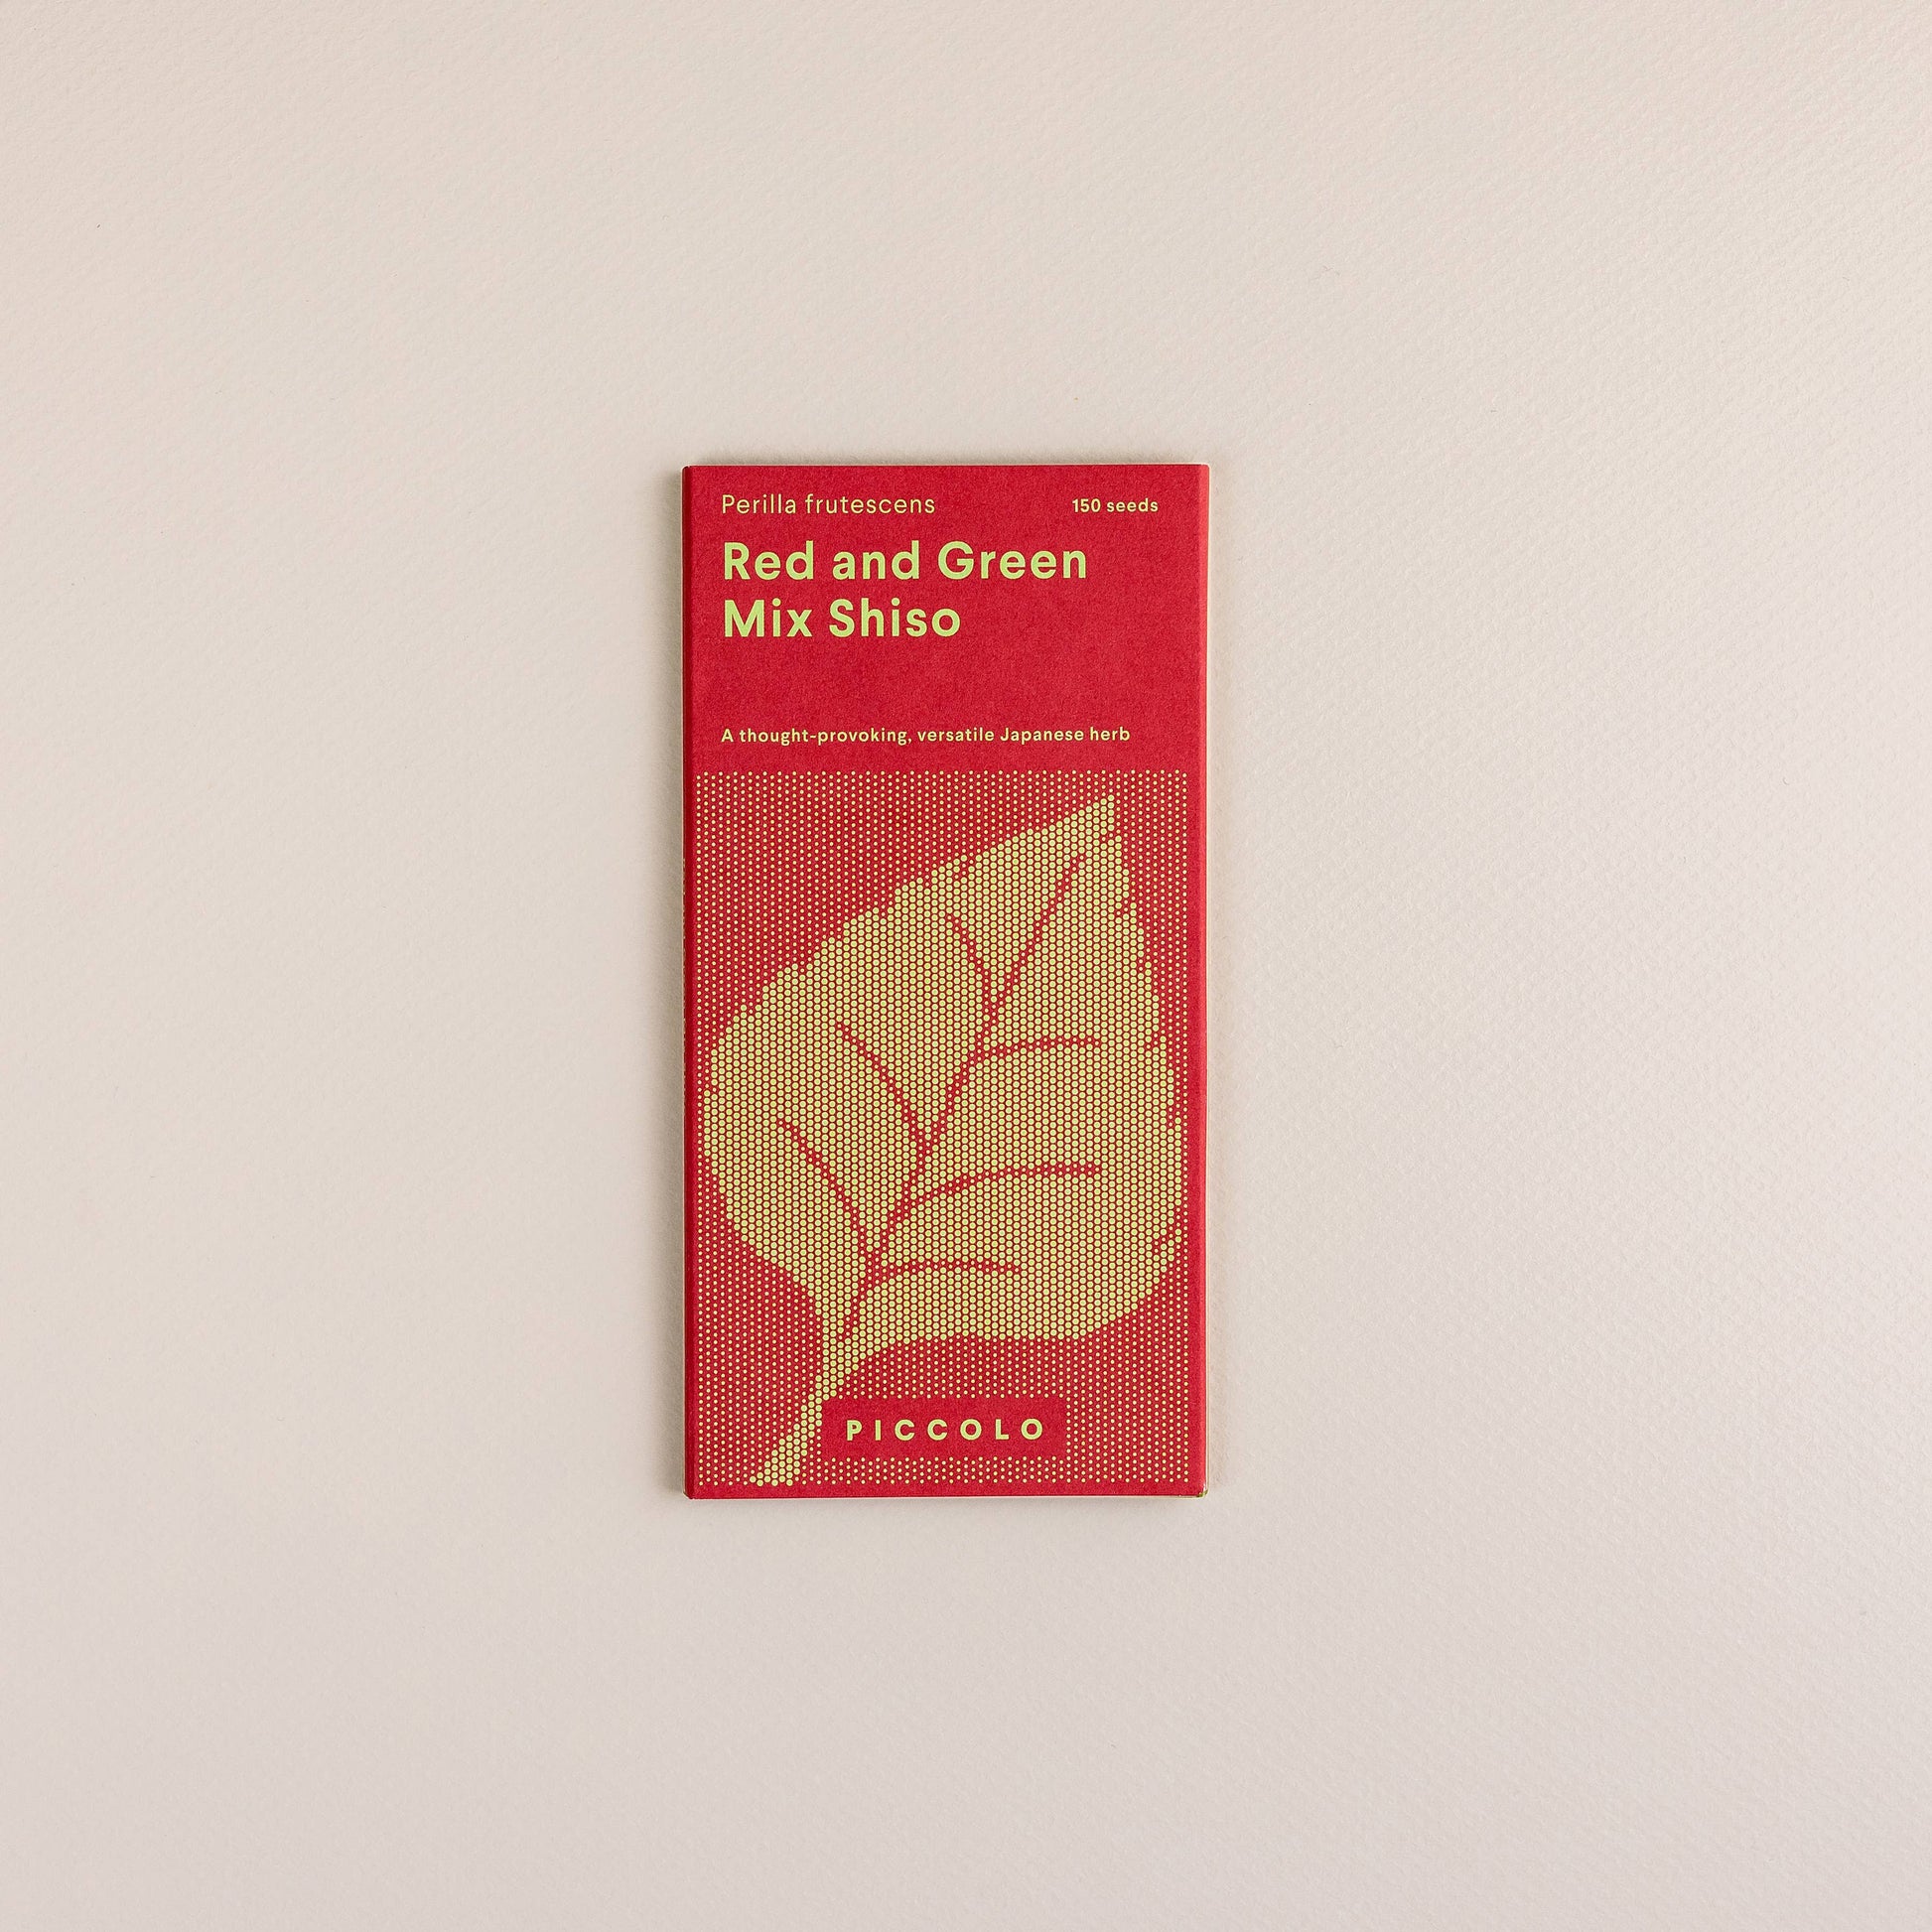 Perilla frutescens
150 seeds
Red and Green
Mix Shiso
A thought-provoking, versatile Japanese herb
PICCOLO